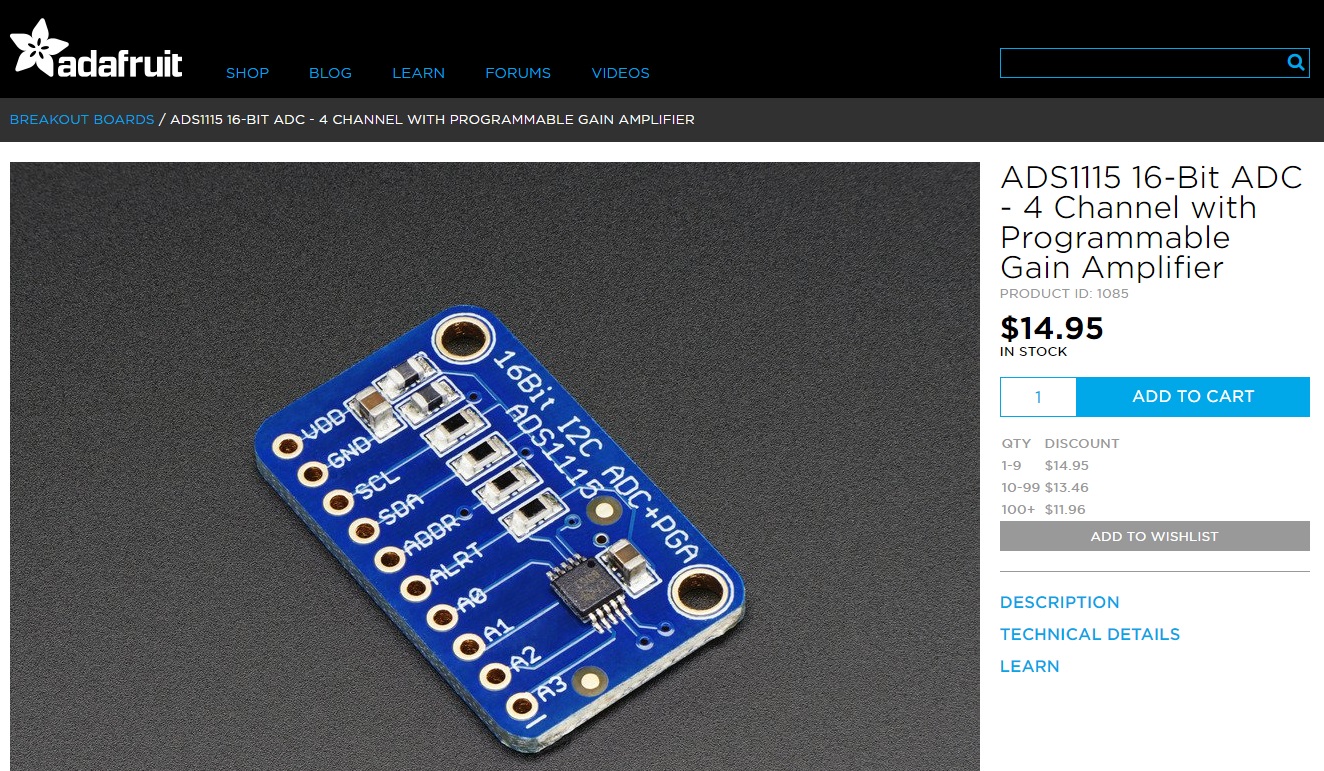 adafruit
SHOP BLOG LEARN FORUMS VIDEOS
BREAKOUT BOARDS / ADS1115 16-BIT ADC - 4 CHANNEL WITH PROGRAMMABLE GAIN AMPLIFIER
16Bit I2C ADC+PGA
ADS1115
VDD
GND
SCL
SDA
ADDR
ALRT
A0
A1
A2
A3
ADS1115 16-Bit ADC
- 4 Channel with
Programmable
Gain Amplifier
PRODUCT ID: 1085
$14.95
IN STOCK
1 ADD TO CART
QTY DISCOUNT
1-9 $14.95
10-99 $13.46
100+ $11.96
ADD TO WISHLIST
DESCRIPTION
TECHNICAL DETAILS
LEARN